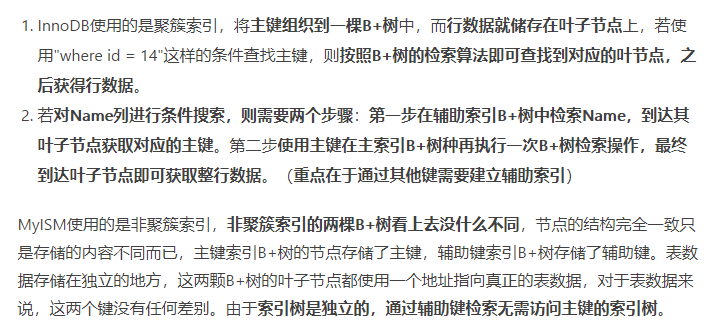 1. InnoDB使用的是聚簇索引，将主键组织到一棵B+树中，而行数据就储存在叶子节点上，若使
用"where id = 14"这样的条件查找主键，则按照B+树的检索算法即可查找到对应的叶节点，之
后获得行数据。
2. 若对Name列进行条件搜索，则需要两个步骤：第一步在辅助索引B+树中检索Name，到达其
叶子节点获取对应的主键。第二步使用主键在主索引B+树种再执行一次B+树检索操作，最终
到达叶子节点即可获取整行数据。（重点在于通过其他键需要建立辅助索引）
MyISM使用的是非聚簇索引，非聚簇索引的两棵B+树看上去没什么不同，节点的结构完全一致只
是存储的内容不同而已，主键索引B+树的节点存储了主键，辅助键索引B+树存储了辅助键。表数
据存储在独立的地方，这两颗B+树的叶子节点都使用一个地址指向真正的表数据，对于表数据来
说，这两个键没有任何差别。由于索引树是独立的，通过辅助键检索无需访问主键的索引树。